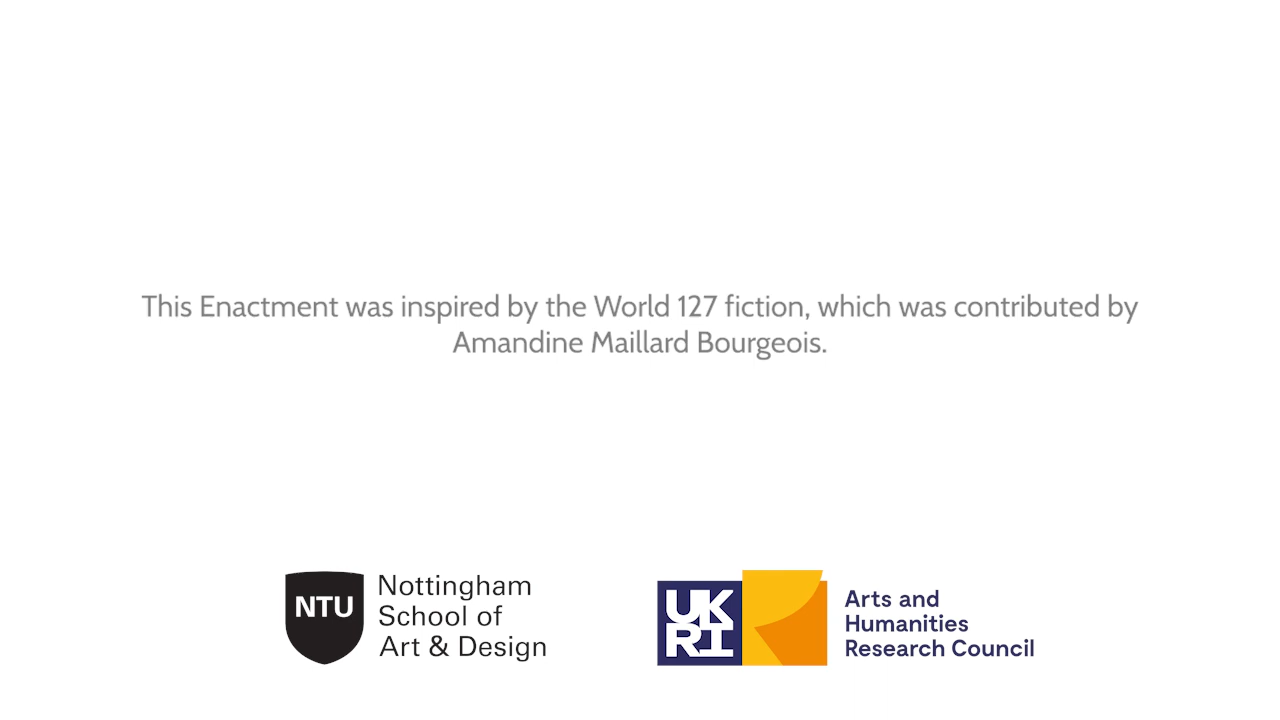 This Enactment was inspired by the World 127 fiction, which was contributed by
Amandine Maillard Bourgeois.
NTU
Nottingham
School of
Art & Design
UK
RI
Arts and
Humanities
Research Council